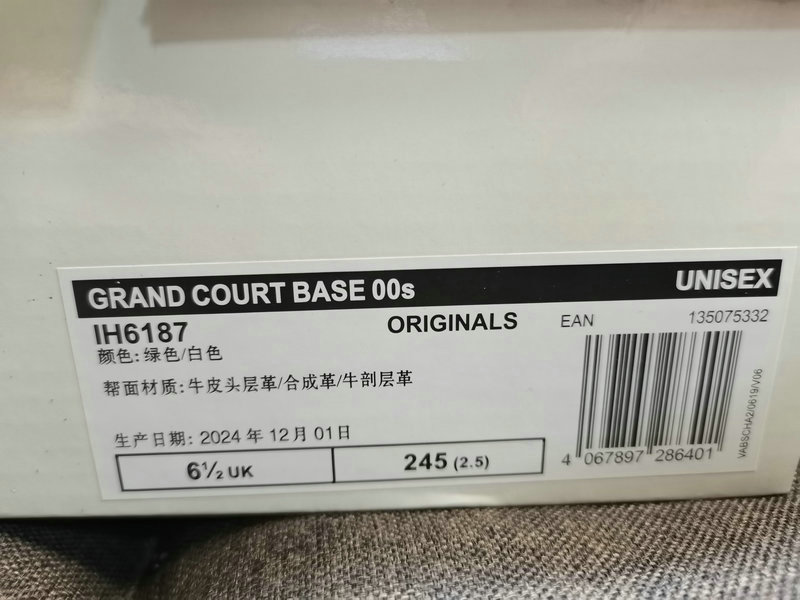 GRAND COURT BASE 00s UNISEX
IH6187 ORIGINALS EAN 135075332
颜色: 绿色/白色
帮面材质: 牛皮头层革/合成革/牛剖层革
生产日期: 2024 年 12 月 01日
6½ UK 245 (2.5)
4 067897 286401
VABSCHA2/0619/V06